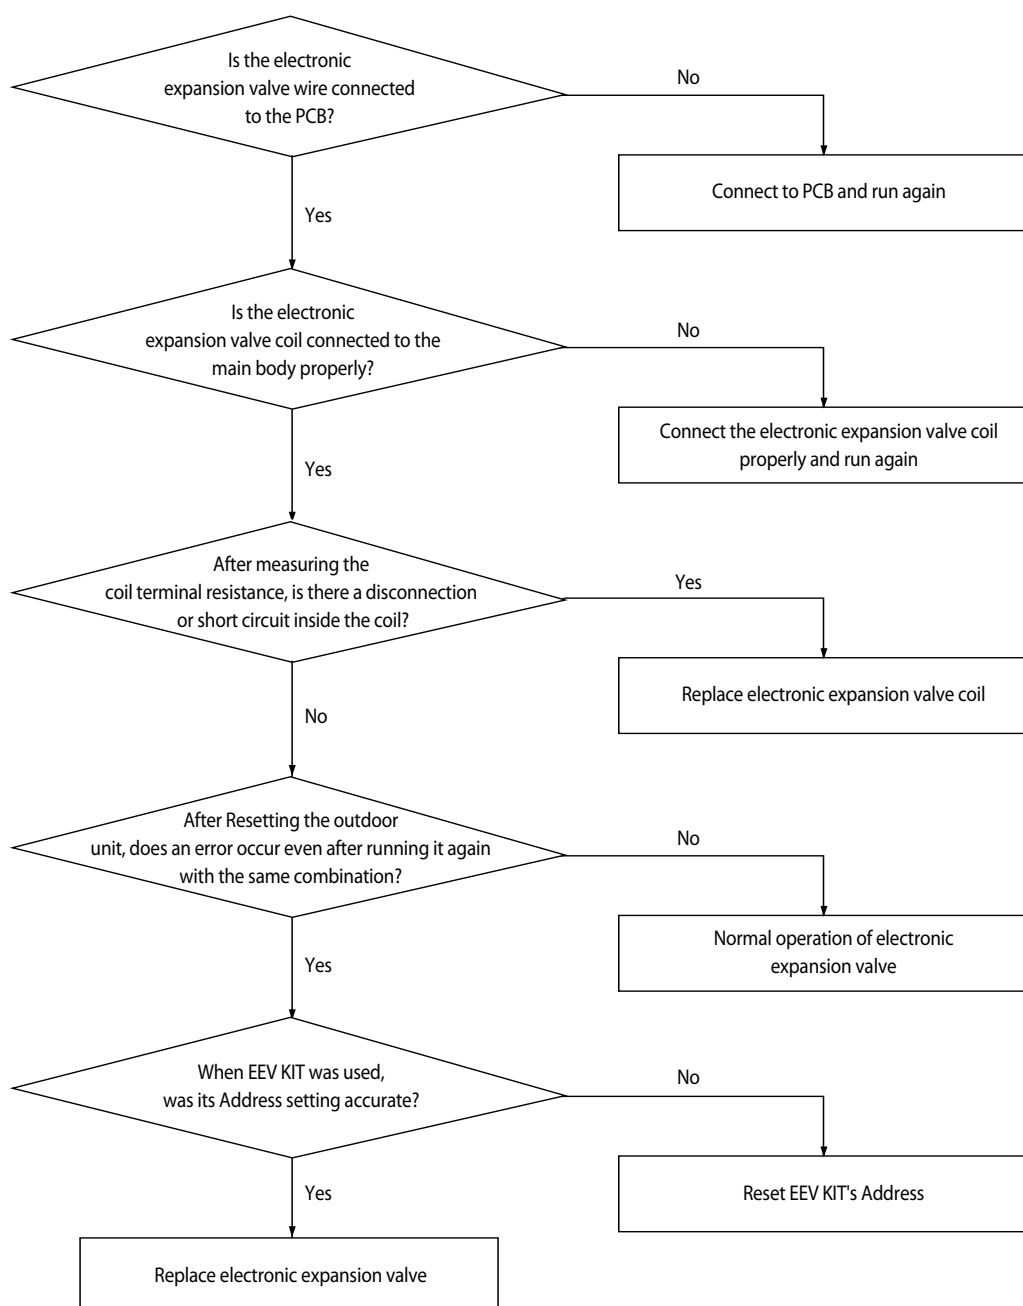 Is the electronic
expansion valve wire connected
to the PCB?
No
Connect to PCB and run again
Yes
Is the electronic
expansion valve coil connected to the
main body properly?
No
Connect the electronic expansion valve coil
properly and run again
Yes
After measuring the
coil terminal resistance, is there a disconnection
or short circuit inside the coil?
Yes
Replace electronic expansion valve coil
No
After Resetting the outdoor
unit, does an error occur even after running it again
with the same combination?
No
Normal operation of electronic
expansion valve
Yes
When EEV KIT was used,
was its Address setting accurate?
No
Reset EEV KIT's Address
Yes
Replace electronic expansion valve